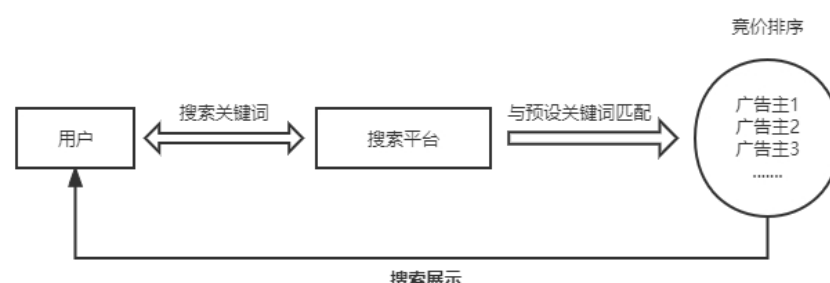 竞价排序
搜索关键词
与预设关键词匹配
用户
搜索平台
广告主1
广告主2
广告主3
.......
搜索展示